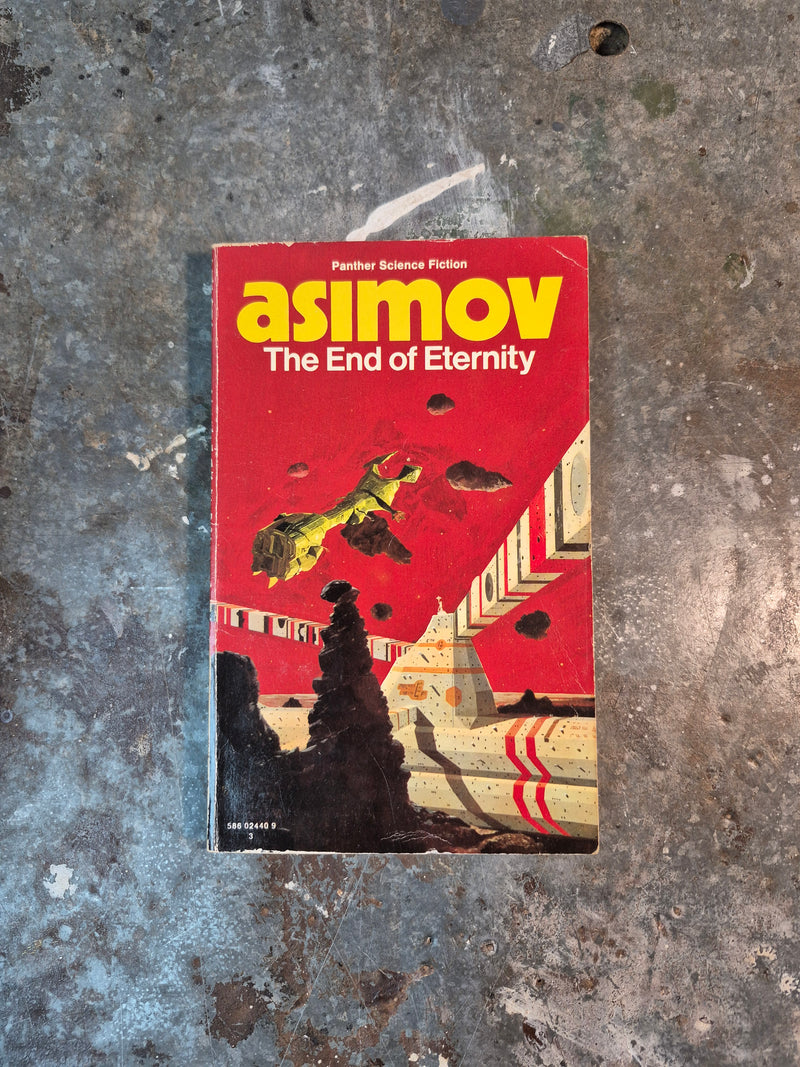 Panther Science Fiction
asimov
The End of Eternity
586 02440 9
3